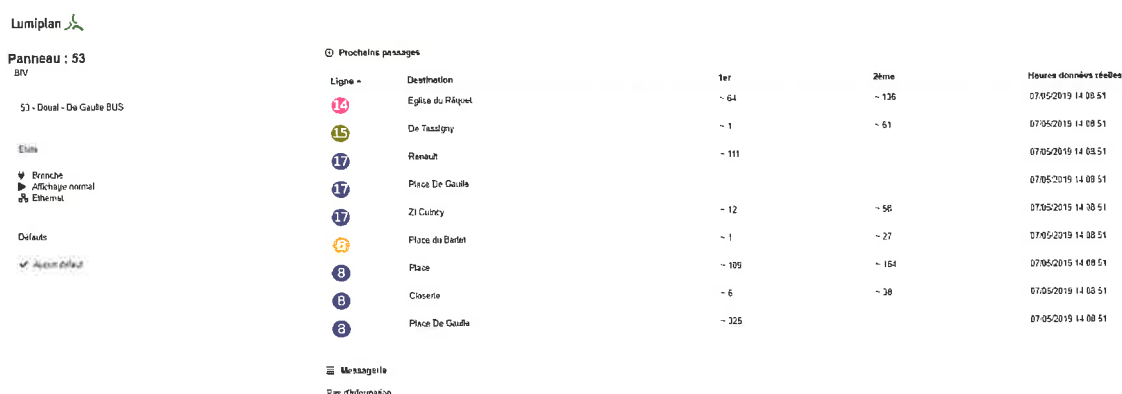 Lumiplan
Panneau : 53
BIV
53 - Douai - De Gaulle BUS
Etats
Branche
Affichage normal
Ethernet
Défauts
Aucun défaut
Prochains passages
Ligne Destination 1er 2ème Heures données réelles
14 Eglise du Râquet ~ 64 ~ 136 07/05/2019 14 08 51
15 De Tassigny ~ 1 ~ 61 07/05/2019 14 08 51
17 Renault ~ 111 07/05/2019 14 08 51
17 Place De Gaulle 07/05/2019 14 08 51
17 ZI Cuincy ~ 12 ~ 56 07/05/2019 14 08 51
Place du Barlet ~ 1 ~ 27 07/05/2019 14 08 51
8 Place ~ 109 ~ 164 07/05/2019 14 08 51
8 Closerie ~ 6 ~ 38 07/05/2019 14 08 51
8 Place De Gaulle ~ 325 07/05/2019 14 08 51
Messagerie
Pas d'information